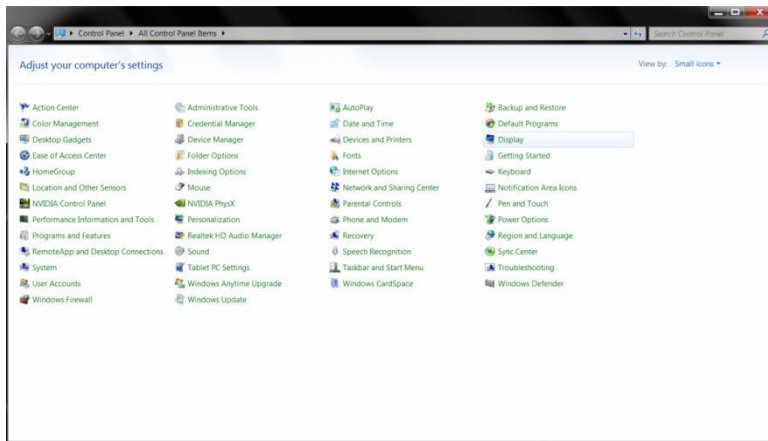 Control Panel All Control Panel Items Search Control Panel
Adjust your computer's settings View by: Small icons
Action Center Administrative Tools AutoPlay Backup and Restore
Color Management Credential Manager Date and Time Default Programs
Desktop Gadgets Device Manager Devices and Printers Display
Ease of Access Center Folder Options Fonts Getting Started
HomeGroup Indexing Options Internet Options Keyboard
Location and Other Sensors Mouse Network and Sharing Center Notification Area Icons
NVIDIA Control Panel NVIDIA PhysX Parental Controls Pen and Touch
Performance Information and Tools Personalization Phone and Modem Power Options
Programs and Features Realtek HD Audio Manager Recovery Region and Language
RemoteApp and Desktop Connections Sound Speech Recognition Sync Center
System Tablet PC Settings Taskbar and Start Menu Troubleshooting
User Accounts Windows Anytime Upgrade Windows CardSpace Windows Defender
Windows Firewall Windows Update